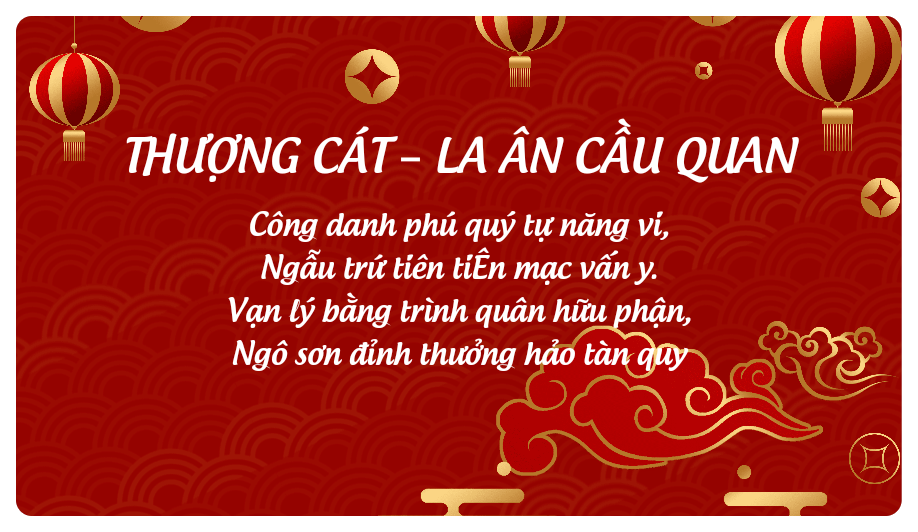 THƯỢNG CÁT – LA ÂN CẦU QUAN
Công danh phú quý tự năng vi,
Ngẫu trứ tiên tiÊn mạc vấn y.
Vạn lý bằng trình quân hữu phận,
Ngô sơn đỉnh thưởng hảo tàn quy